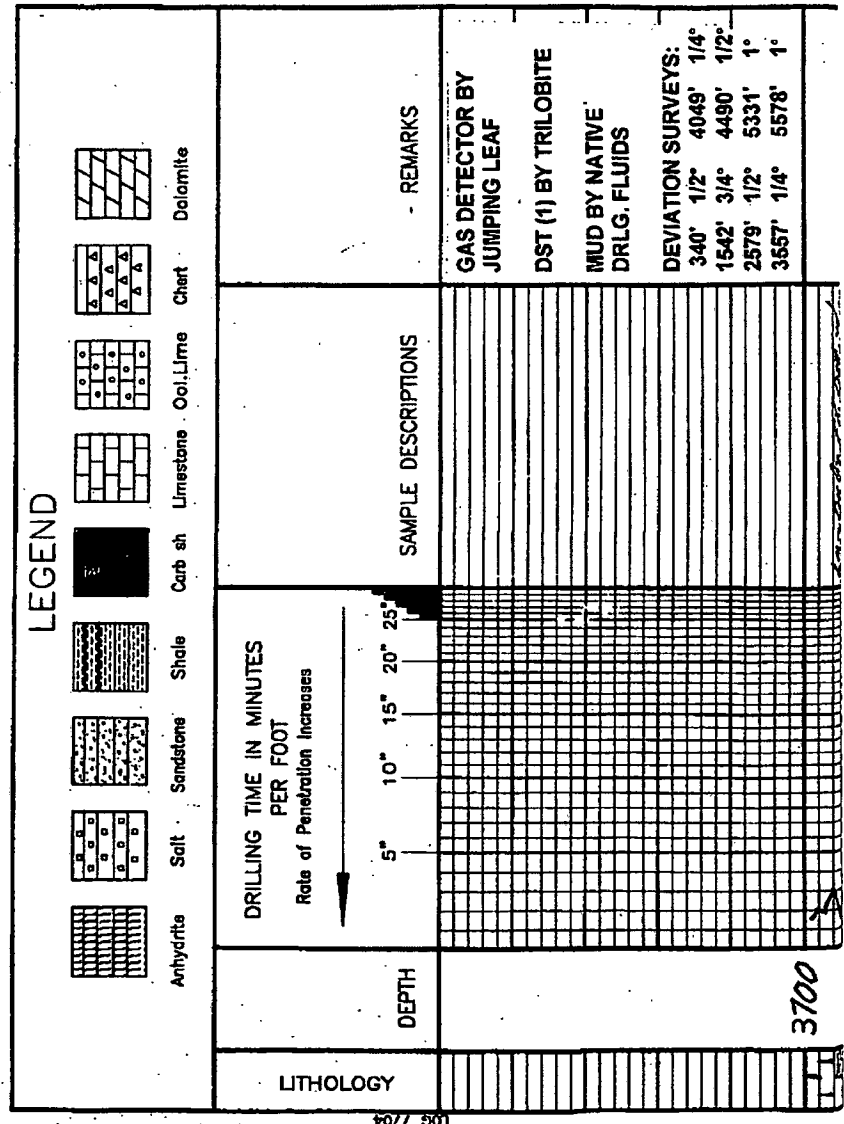 LEGEND
Anhydrite
Salt
Sandstone
Shale
Carb sh
Limestone
Ool.Lime
Chert
Dolomite
LITHOLOGY
DEPTH
DRILLING TIME IN MINUTES
PER FOOT
Rate of Penetration Increases
5" 10" 15" 20" 25"
SAMPLE DESCRIPTIONS
REMARKS
GAS DETECTOR BY
JUMPING LEAF
DST (1) BY TRILOBITE
MUD BY NATIVE
DRLG. FLUIDS
DEVIATION SURVEYS:
340' 1/2° 4049' 1/4°
1542' 3/4° 4490' 1/2°
2579' 1/2° 5331' 1°
3557' 1/4° 5578' 1°
3700
LOG 7704